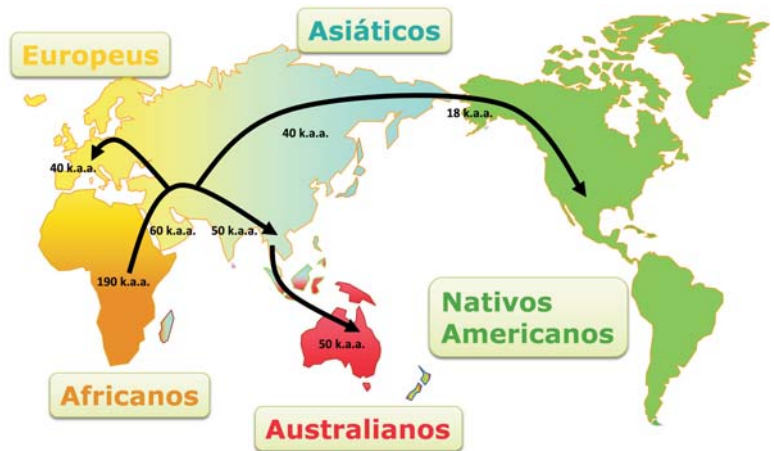 Asiáticos
Europeus
18 k.a.a.
40 k.a.a.
40 k.a.a.
60 k.a.a.
50 k.a.a.
190 k.a.a.
Nativos
Americanos
50 k.a.a.
Africanos
Australianos